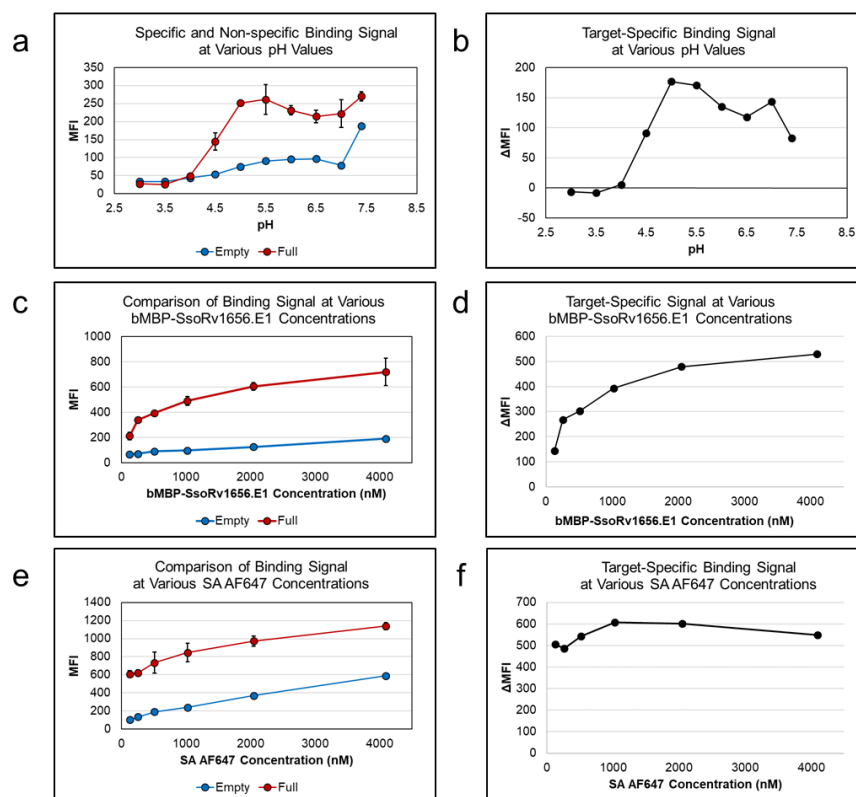 a
Specific and Non-specific Binding Signal
at Various pH Values
350
300
250
200
150
100
50
0
MFI
2.5 3.5 4.5 5.5 6.5 7.5 8.5
pH
Empty Full
b
Target-Specific Binding Signal
at Various pH Values
200
150
100
50
0
-50
ΔMFI
2.5 3.5 4.5 5.5 6.5 7.5 8.5
pH
c
Comparison of Binding Signal at Various
bMBP-SsoRv1656.E1 Concentrations
1000
800
600
400
200
0
MFI
0 1000 2000 3000 4000
bMBP-SsoRv1656.E1 Concentration (nM)
Empty Full
d
Target-Specific Signal at Various
bMBP-SsoRv1656.E1 Concentrations
600
500
400
300
200
100
0
ΔMFI
0 1000 2000 3000 4000
bMBP-SsoRv1656.E1 Concentration (nM)
e
Comparison of Binding Signal
at Various SA AF647 Concentrations
1400
1200
1000
800
600
400
200
0
MFI
0 1000 2000 3000 4000
SA AF647 Concentration (nM)
Empty Full
f
Target-Specific Binding Signal
at Various SA AF647 Concentrations
700
600
500
400
300
200
100
0
ΔMFI
0 1000 2000 3000 4000
SA AF647 Concentration (nM)